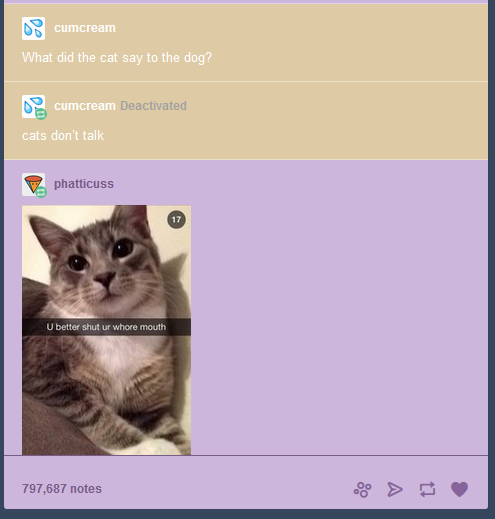 cumcream
What did the cat say to the dog?
cumcream Deactivated
cats don't talk
phatticuss
17
U better shut ur whore mouth
797,687 notes